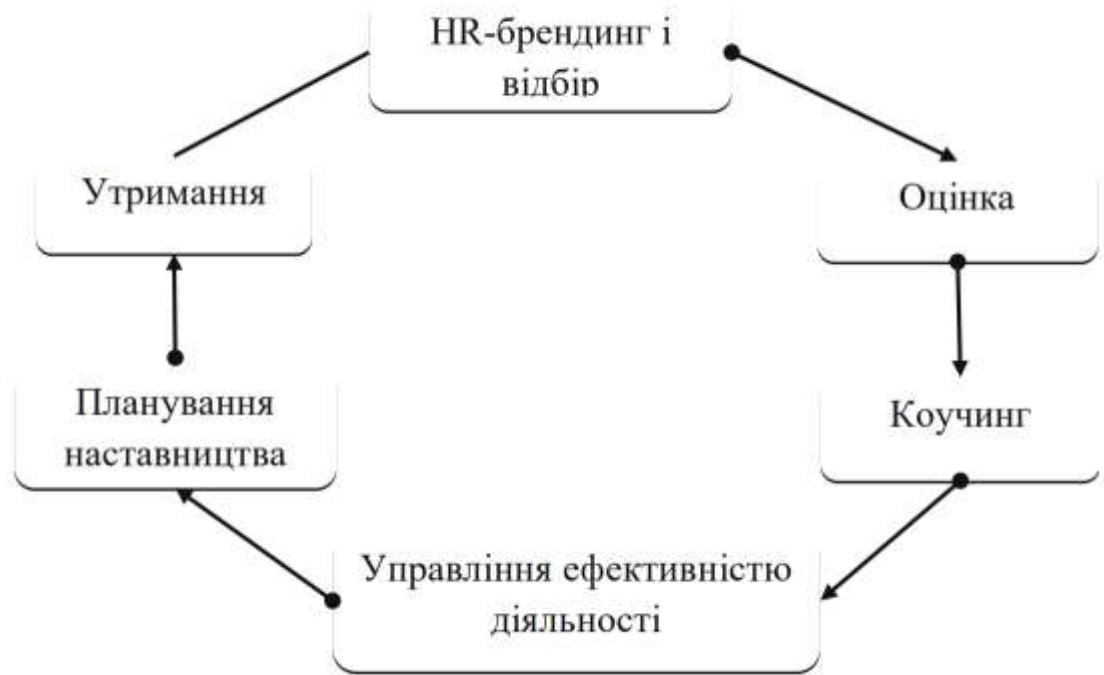 HR-брендинг і
відбір
Утримання
Оцінка
Планування
наставництва
Коучинг
Управління ефективністю
діяльності